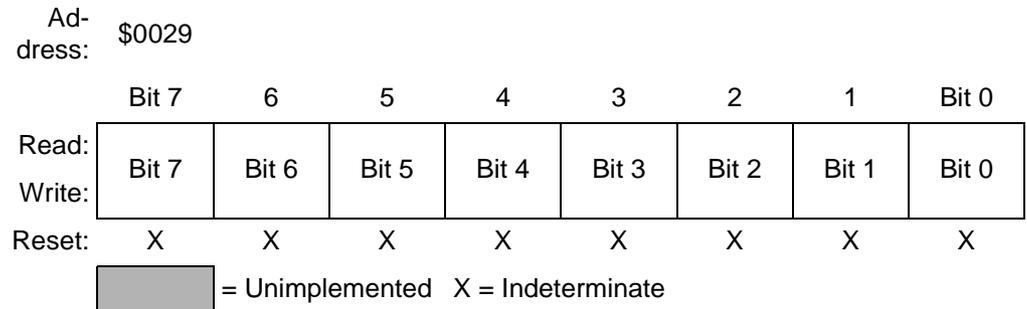 Ad-
dress: $0029
Bit 7 6 5 4 3 2 1 Bit 0
Read:
Bit 7 Bit 6 Bit 5 Bit 4 Bit 3 Bit 2 Bit 1 Bit 0
Write:
Reset: X X X X X X X X
= Unimplemented X = Indeterminate